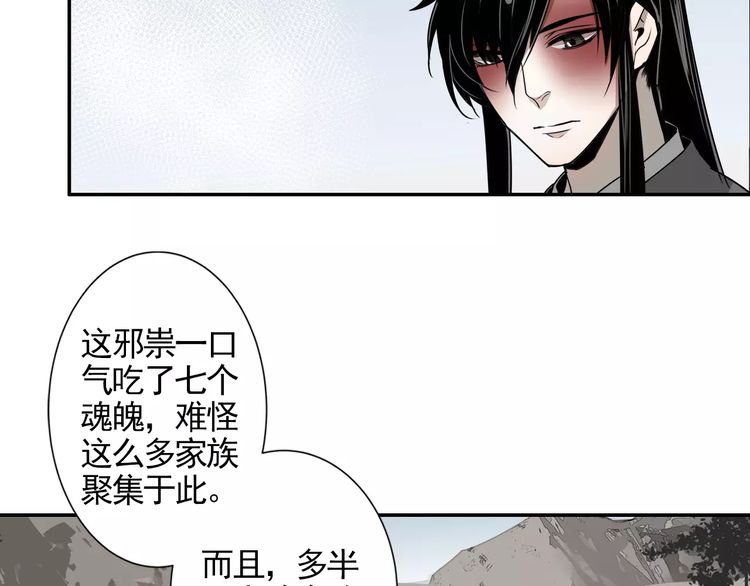 这邪祟一口
气吃了七个
魂魄，难怪
这么多家族
聚集于此。
而且，多半